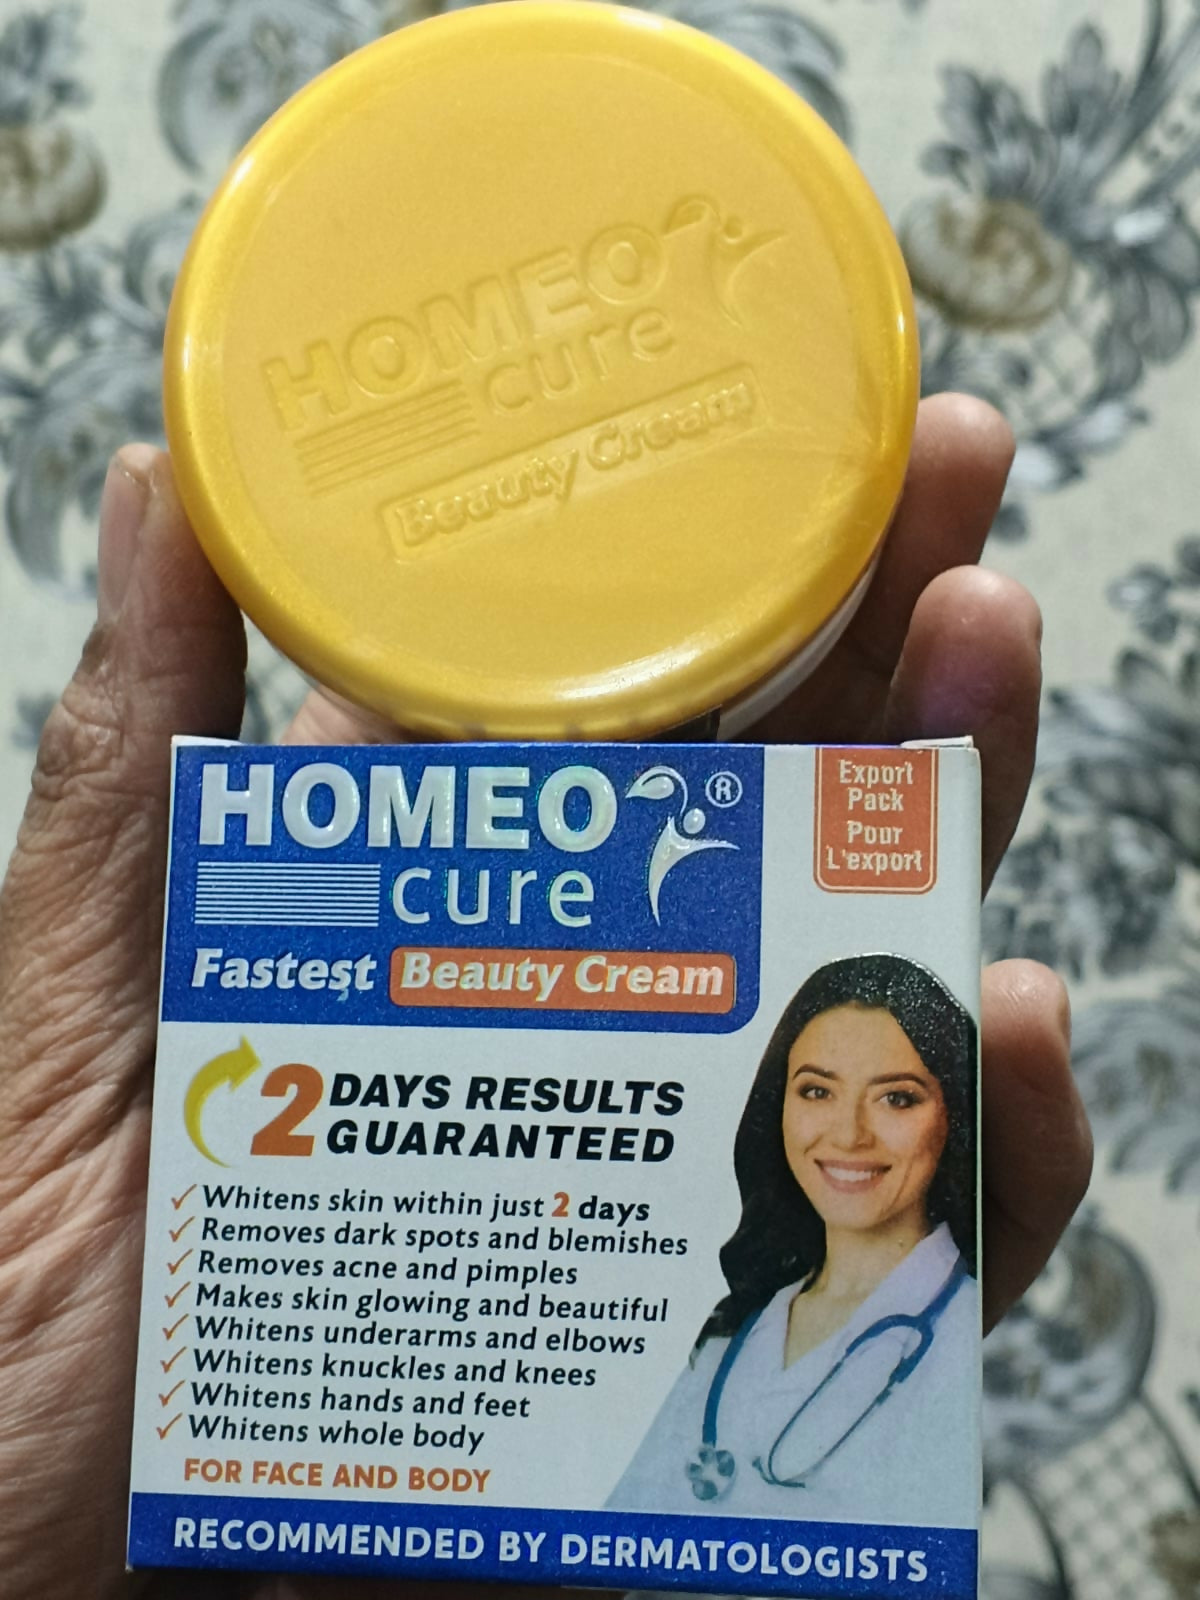 HOMEO
cure
Beauty Cream
HOMEO ®
cure
Fastest Beauty Cream
Export
Pack
Pour
L'export
2 DAYS RESULTS
GUARANTEED
✓ Whitens skin within just 2 days
✓ Removes dark spots and blemishes
✓ Removes acne and pimples
✓ Makes skin glowing and beautiful
✓ Whitens underarms and elbows
✓ Whitens knuckles and knees
✓ Whitens hands and feet
✓ Whitens whole body
FOR FACE AND BODY
RECOMMENDED BY DERMATOLOGISTS